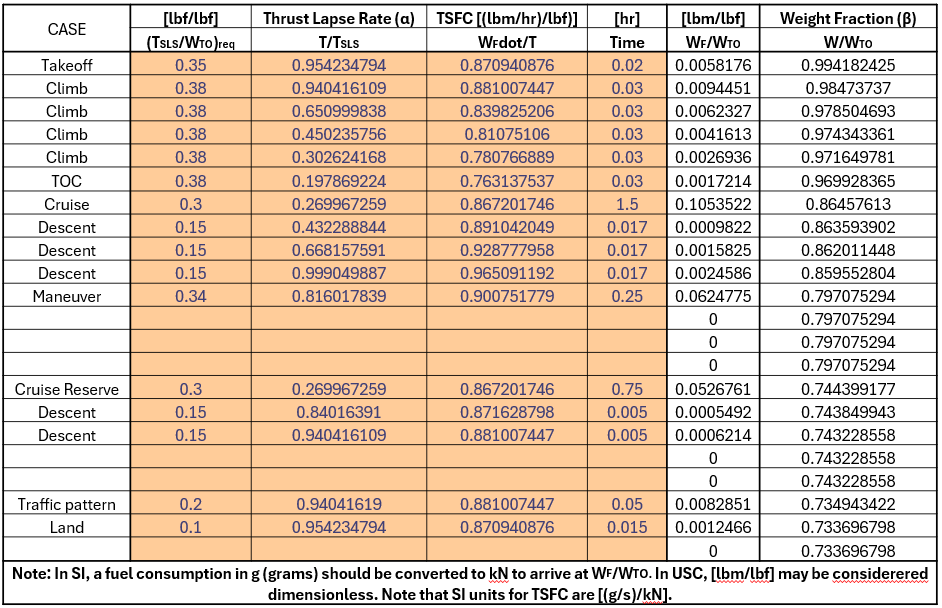 CASE [lbf/lbf] Thrust Lapse Rate (α) TSFC [(lbm/hr)/lbf)] [hr] [lbm/lbf] Weight Fraction (β)
(TSLS/WTO)req T/TSLS WFdot/T Time WF/WTO W/WTO
Takeoff 0.35 0.954234794 0.870940876 0.02 0.0058176 0.994182425
Climb 0.38 0.940416109 0.881007447 0.03 0.0094451 0.98473737
Climb 0.38 0.650999838 0.839825206 0.03 0.0062327 0.978504693
Climb 0.38 0.450235756 0.81075106 0.03 0.0041613 0.974343361
Climb 0.38 0.302624168 0.780766889 0.03 0.0026936 0.971649781
TOC 0.38 0.197869224 0.763137537 0.03 0.0017214 0.969928365
Cruise 0.3 0.269967259 0.867201746 1.5 0.1053522 0.86457613
Descent 0.15 0.432288844 0.891042049 0.017 0.0009822 0.863593902
Descent 0.15 0.668157591 0.928777958 0.017 0.0015825 0.862011448
Descent 0.15 0.999049887 0.965091192 0.017 0.0024586 0.859552804
Maneuver 0.34 0.816017839 0.900751779 0.25 0.0624775 0.797075294
0 0.797075294
0 0.797075294
0 0.797075294
Cruise Reserve 0.3 0.269967259 0.867201746 0.75 0.0526761 0.744399177
Descent 0.15 0.84016391 0.871628798 0.005 0.0005492 0.743849943
Descent 0.15 0.940416109 0.881007447 0.005 0.0006214 0.743228558
0 0.743228558
0 0.743228558
Traffic pattern 0.2 0.94041619 0.881007447 0.05 0.0082851 0.734943422
Land 0.1 0.954234794 0.870940876 0.015 0.0012466 0.733696798
0 0.733696798
Note: In SI, a fuel consumption in g (grams) should be converted to kN to arrive at WF/WTO. In USC, [lbm/lbf] may be considerered
dimensionless. Note that SI units for TSFC are [(g/s)/kN].